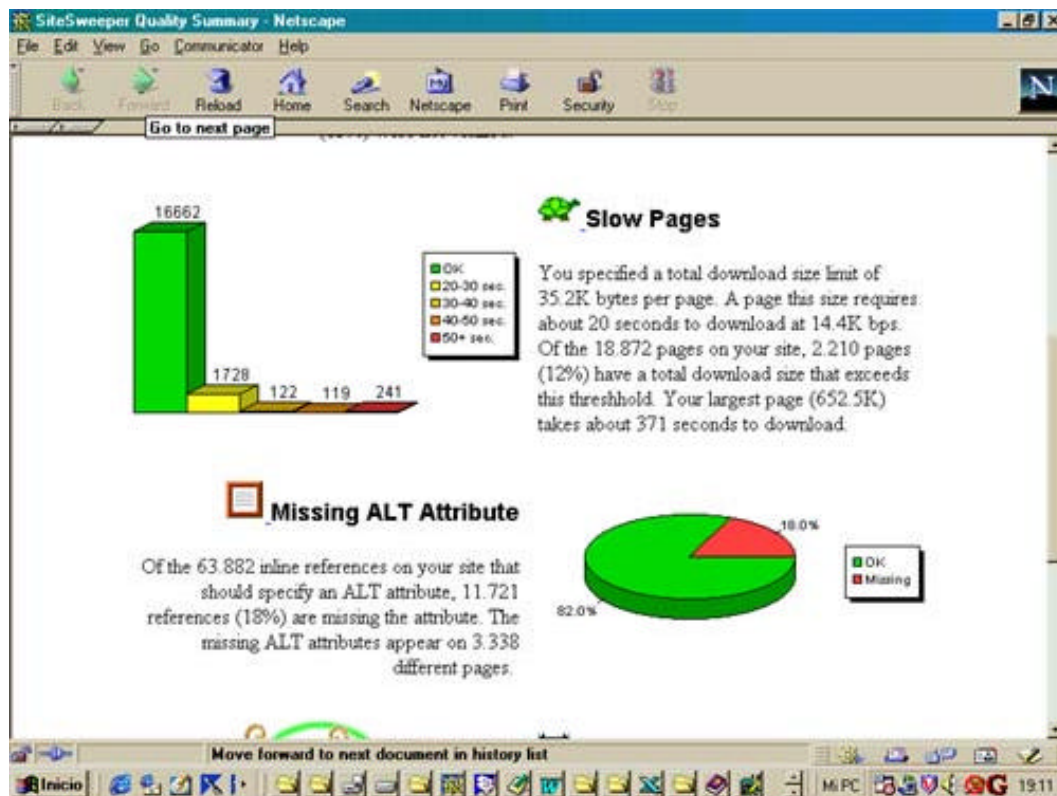 SiteSweeper Quality Summary - Netscape
File Edit View Go Communicator Help
Back Forward Reload Home Search Netscape Print Security Stop
My
N
Go to next page
16662
1728
122
119
241
OK
20-30 sec.
30-40 sec.
40-50 sec.
50+ sec.
Slow Pages
You specified a total download size limit of
35.2K bytes per page. A page this size requires
about 20 seconds to download at 14.4K bps.
Of the 18.872 pages on your site, 2.210 pages
(12%) have a total download size that exceeds
this threshhold. Your largest page (652.5K)
takes about 371 seconds to download.
Missing ALT Attribute
Of the 63.882 inline references on your site that
should specify an ALT attribute, 11.721
references (18%) are missing the attribute. The
missing ALT attributes appear on 3.338
different pages.
18.0%
82.0%
OK
Missing
Move forward to next document in history list
Inicio
Mi PC
19:11